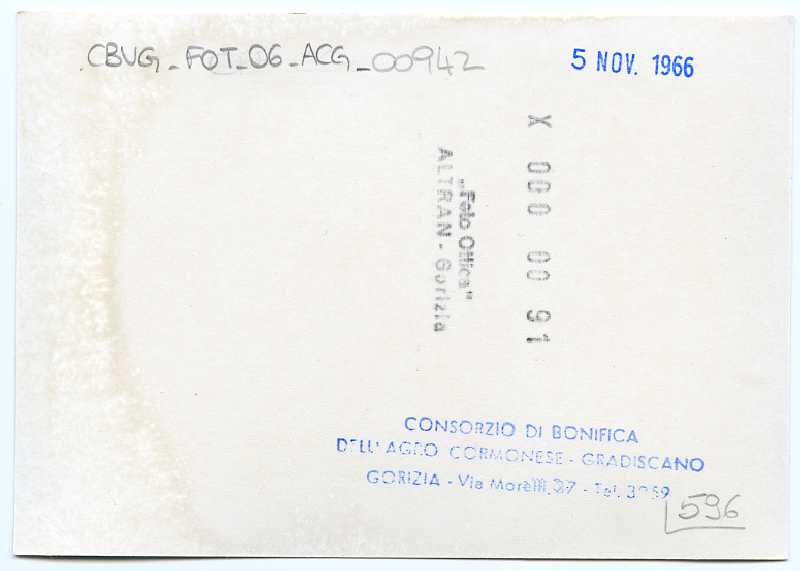 CBUG_FOT_06_ACG_00942
5 NOV. 1966
X 000 00 91
"Foto Ottica"
ALTRAN - Gorizia
CONSORZIO DI BONIFICA
DELL' AGRO CORMONESE - GRADISCANO
GORIZIA - Via Morelli, 37 - Tel.
596